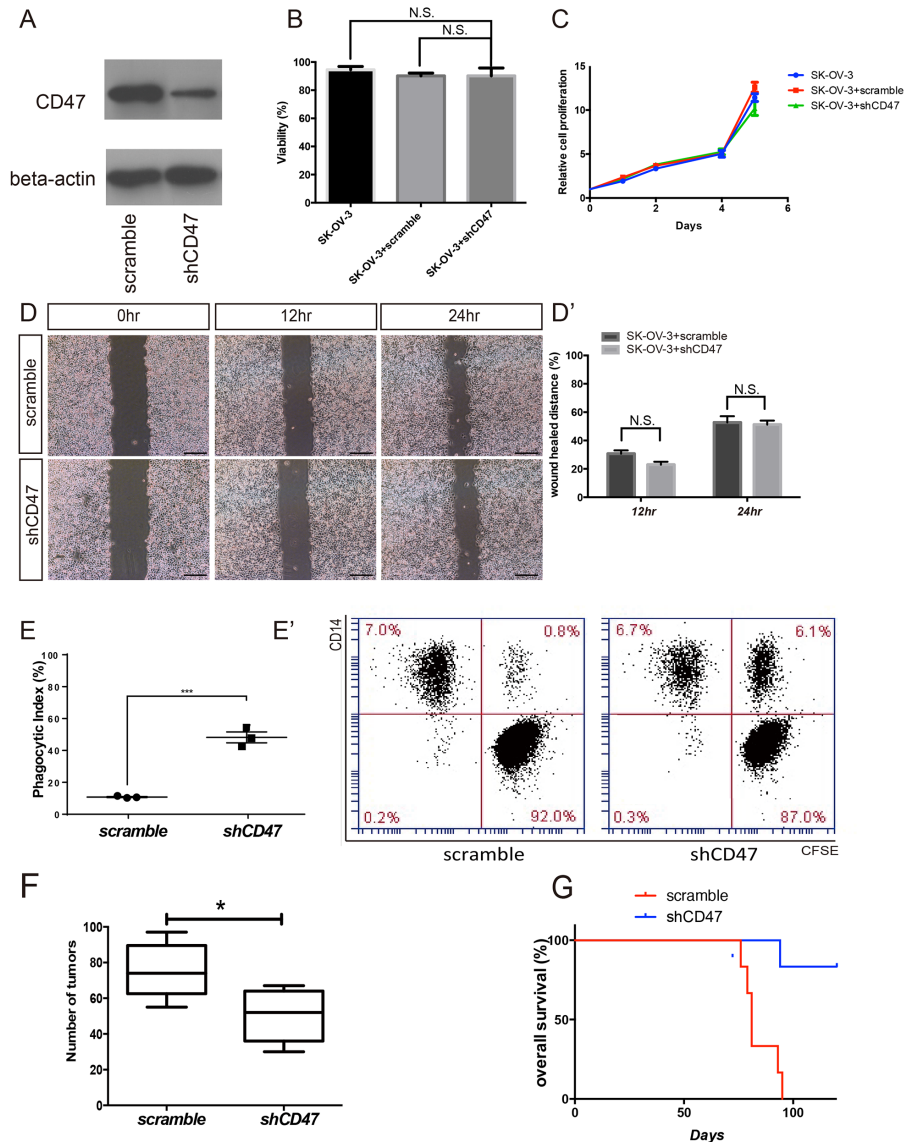 A
CD47
beta-actin
scramble
shCD47
B
N.S.
N.S.
Viability (%)
100
80
60
40
20
0
SK-OV-3
SK-OV-3+scramble
SK-OV-3+shCD47
C
Relative cell proliferation
15
10
5
0
0
2
4
6
Days
SK-OV-3
SK-OV-3+scramble
SK-OV-3+shCD47
D
0hr
12hr
24hr
scramble
shCD47
D'
SK-OV-3+scramble
SK-OV-3+shCD47
wound healed distance (%)
100
80
60
40
20
0
N.S.
N.S.
12hr
24hr
E
Phagocytic Index (%)
100
80
60
40
20
0
***
scramble
shCD47
E'
CD14
7.0%
0.8%
0.2%
92.0%
scramble
6.7%
6.1%
0.3%
87.0%
shCD47
CFSE
F
Number of tumors
100
80
60
40
20
0
*
scramble
shCD47
G
scramble
shCD47
overall survival (%)
100
80
60
40
20
0
0
50
100
Days